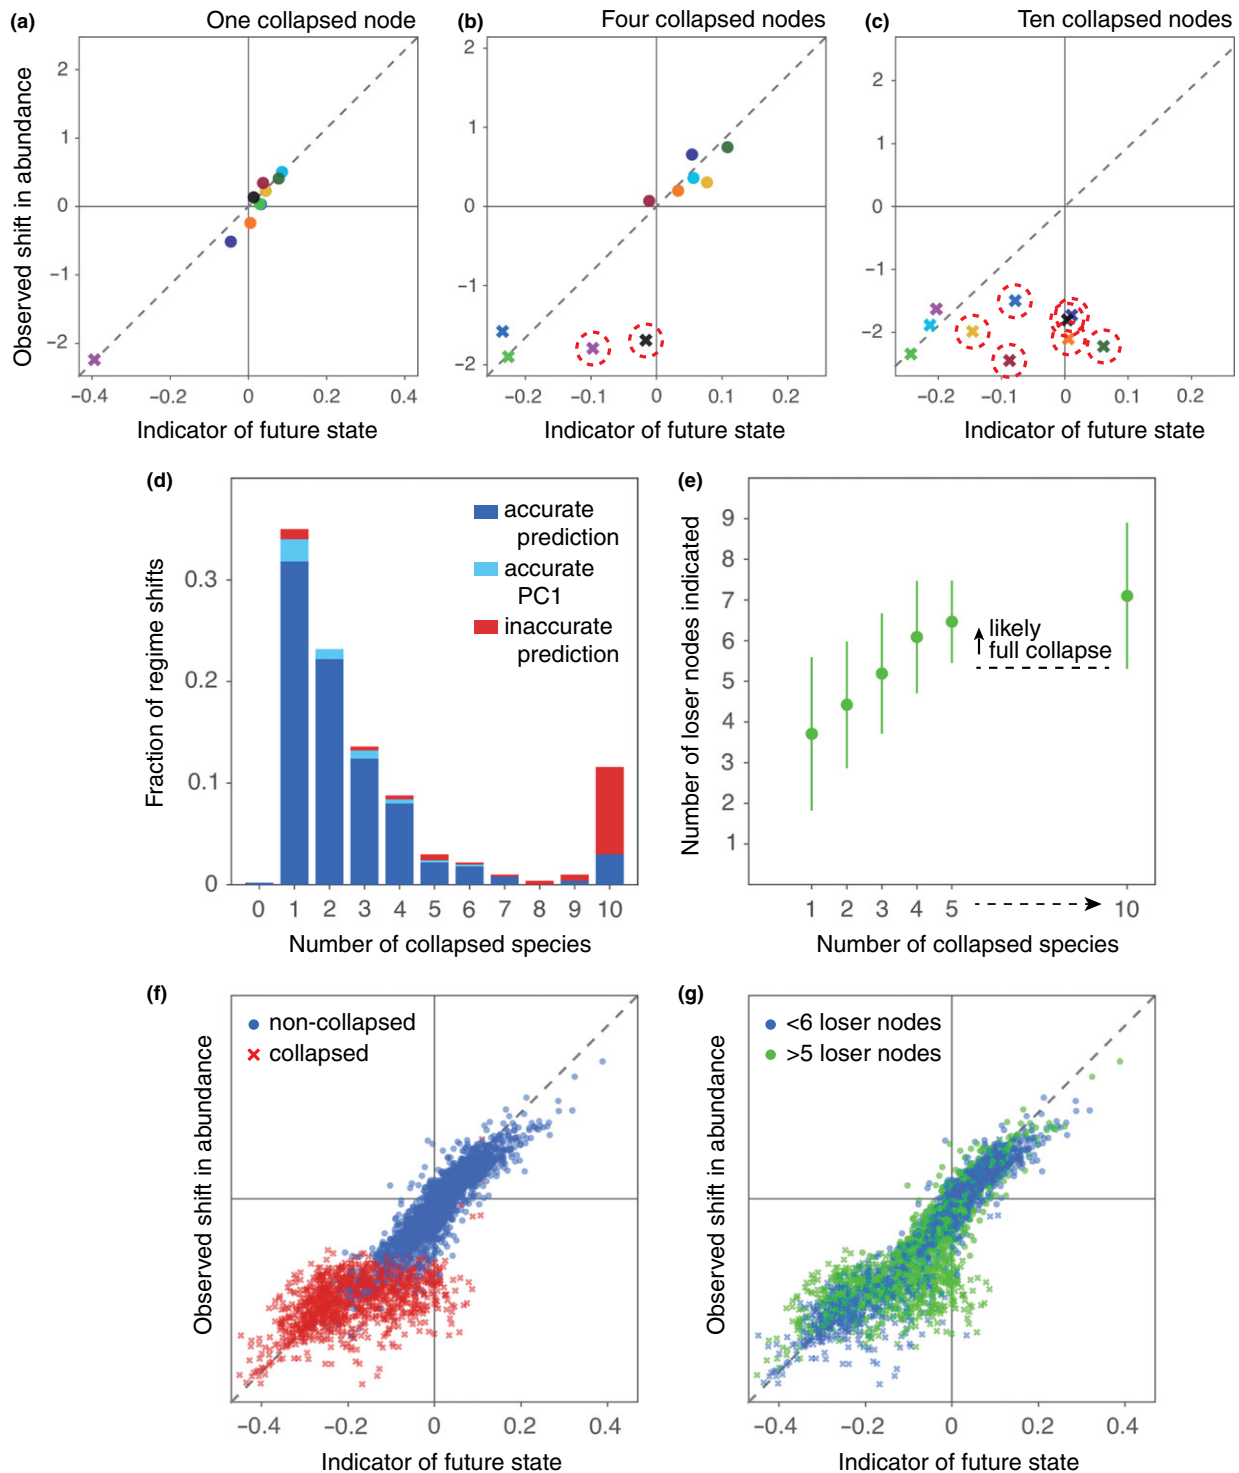 (a)
One collapsed node
2
1
0
−1
−2
−0.4
−0.2
0
0.2
0.4
Observed shift in abundance
Indicator of future state
(b)
Four collapsed nodes
2
1
0
−1
−2
−0.2
−0.1
0
0.1
0.2
Indicator of future state
(c)
Ten collapsed nodes
2
1
0
−1
−2
−0.2
−0.1
0
0.1
0.2
Indicator of future state
(d)
accurate
prediction
accurate
PC1
inaccurate
prediction
0.3
0.2
0.1
0
Fraction of regime shifts
0 1 2 3 4 5 6 7 8 9 10
Number of collapsed species
(e)
9
8
7
6
5
4
3
2
1
Number of loser nodes indicated
likely
full collapse
1 2 3 4 5 10
Number of collapsed species
(f)
non-collapsed
collapsed
Observed shift in abundance
−0.4 −0.2 0 0.2 0.4
Indicator of future state
(g)
<6 loser nodes
>5 loser nodes
Observed shift in abundance
−0.4 −0.2 0 0.2 0.4
Indicator of future state